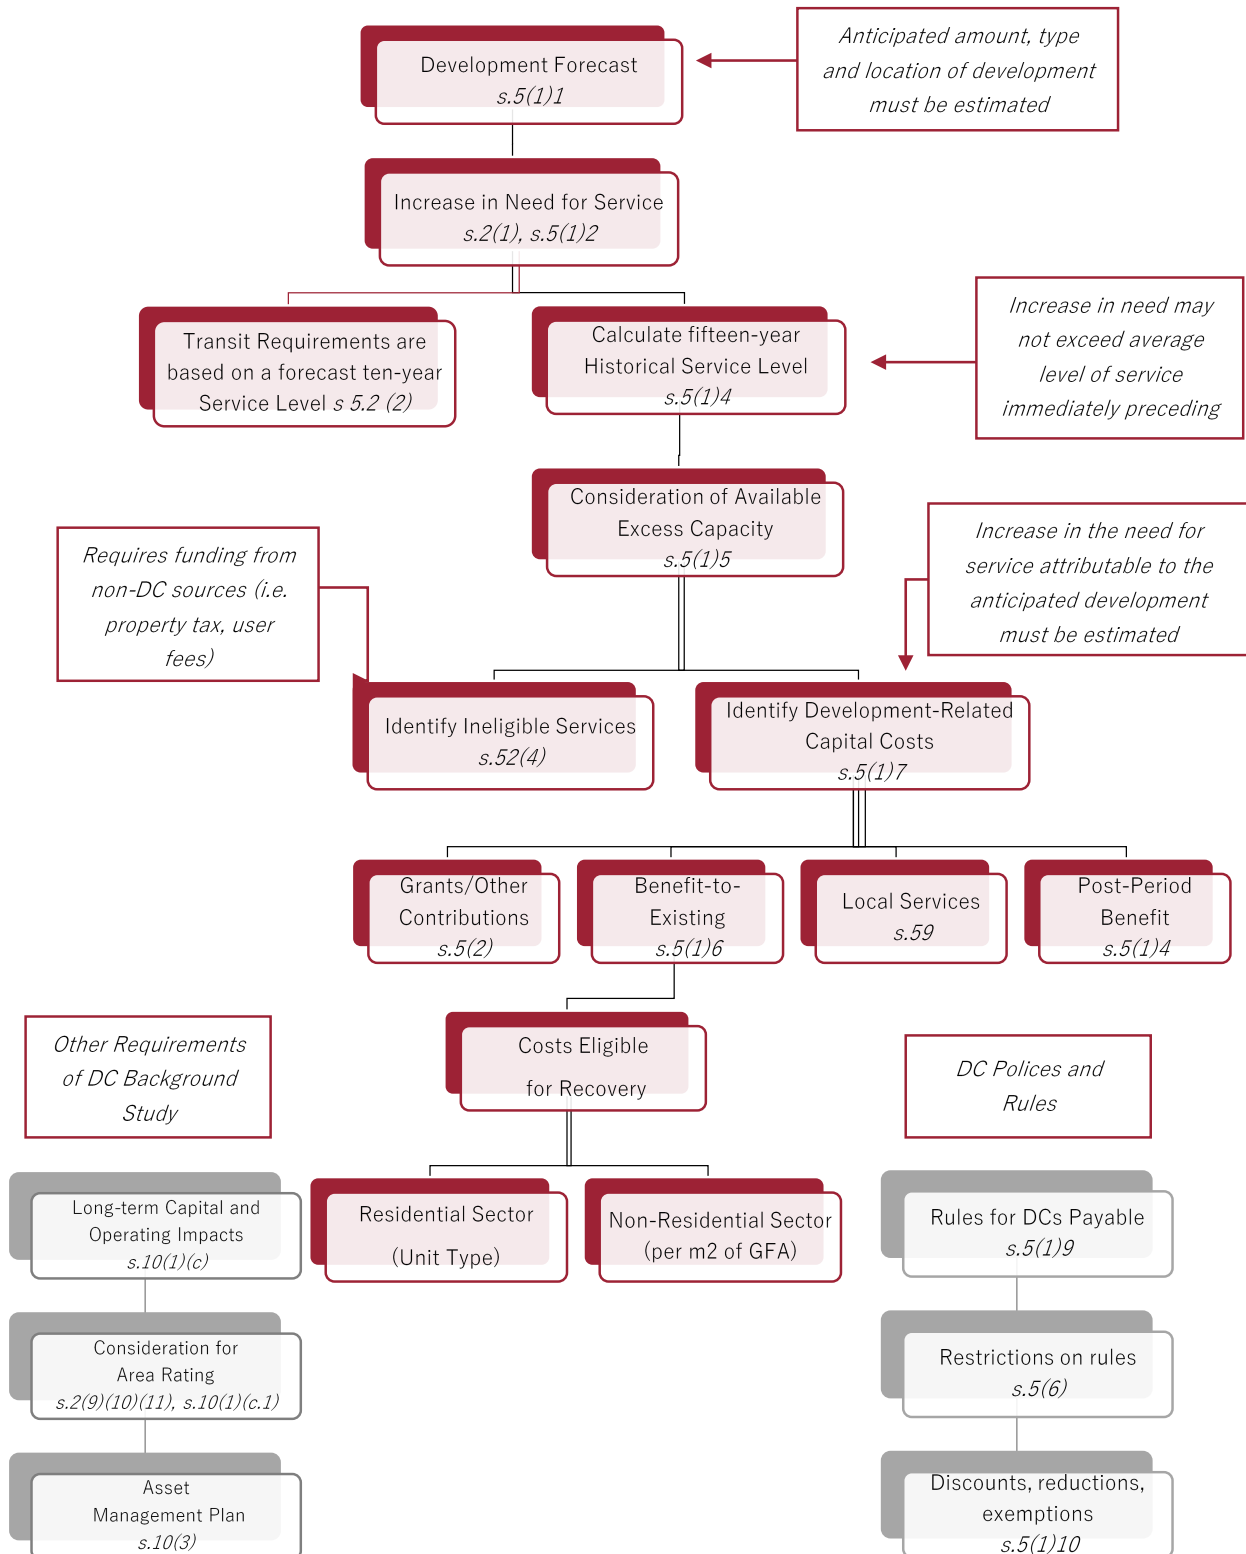 Development Forecast
s.5(1)1
Anticipated amount, type
and location of development
must be estimated
Increase in Need for Service
s.2(1), s.5(1)2
Transit Requirements are
based on a forecast ten-year
Service Level s 5.2 (2)
Calculate fifteen-year
Historical Service Level
s.5(1)4
Increase in need may
not exceed average
level of service
immediately preceding
Consideration of Available
Excess Capacity
s.5(1)5
Requires funding from
non-DC sources (i.e.
property tax, user
fees)
Increase in the need for
service attributable to the
anticipated development
must be estimated
Identify Ineligible Services
s.52(4)
Identify Development-Related
Capital Costs
s.5(1)7
Grants/Other
Contributions
s.5(2)
Benefit-to-
Existing
s.5(1)6
Local Services
s.59
Post-Period
Benefit
s.5(1)4
Costs Eligible
for Recovery
Residential Sector
(Unit Type)
Non-Residential Sector
(per m2 of GFA)
Other Requirements
of DC Background
Study
Long-term Capital and
Operating Impacts
s.10(1)(c)
Consideration for
Area Rating
s.2(9)(10)(11), s.10(1)(c.1)
Asset
Management Plan
s.10(3)
DC Polices and
Rules
Rules for DCs Payable
s.5(1)9
Restrictions on rules
s.5(6)
Discounts, reductions,
exemptions
s.5(1)10